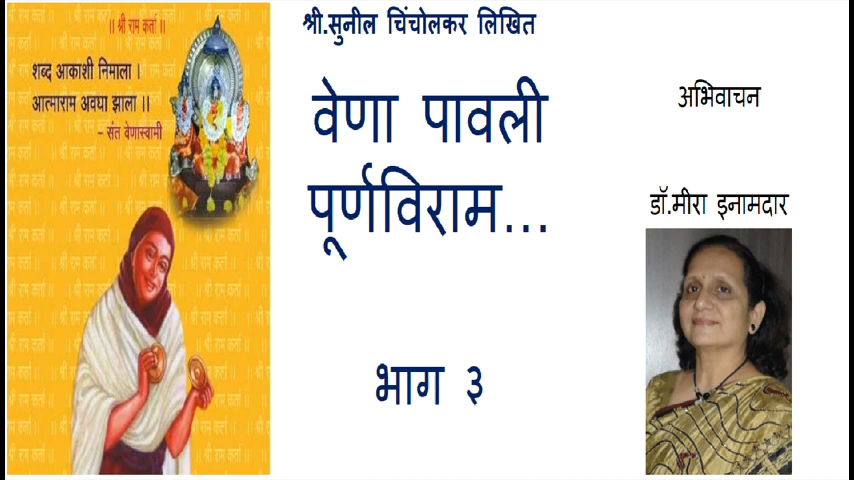 ॥ श्री राम कर्ता ॥
शब्द आकाशी निमाला ।
आत्माराम अवघा झाला ॥
- संत वेणास्वामी
श्री.सुनील चिंचोलकर लिखित
वेणा पावली
पूर्णविराम...
भाग ३
अभिवाचन
डॉ.मीरा इनामदार